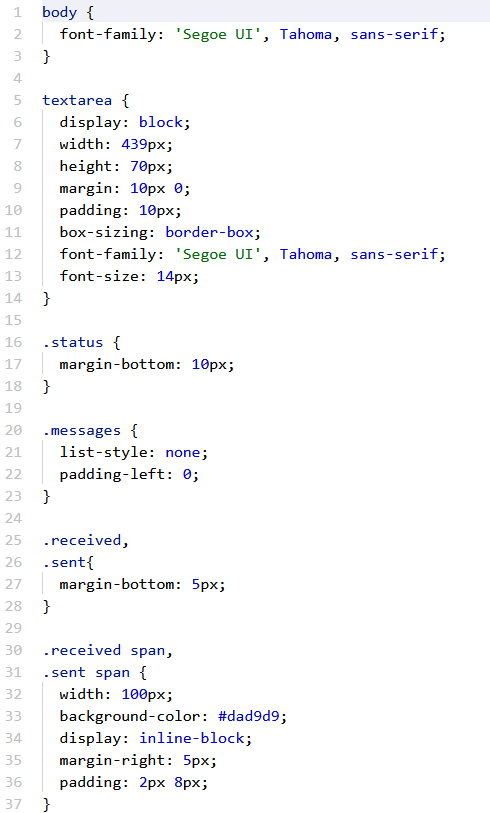 1 body {
2 font-family: 'Segoe UI', Tahoma, sans-serif;
3 }
4
5 textarea {
6 display: block;
7 width: 439px;
8 height: 70px;
9 margin: 10px 0;
10 padding: 10px;
11 box-sizing: border-box;
12 font-family: 'Segoe UI', Tahoma, sans-serif;
13 font-size: 14px;
14 }
15
16 .status {
17 margin-bottom: 10px;
18 }
19
20 .messages {
21 list-style: none;
22 padding-left: 0;
23 }
24
25 .received,
26 .sent{
27 margin-bottom: 5px;
28 }
29
30 .received span,
31 .sent span {
32 width: 100px;
33 background-color: #dad9d9;
34 display: inline-block;
35 margin-right: 5px;
36 padding: 2px 8px;
37 }